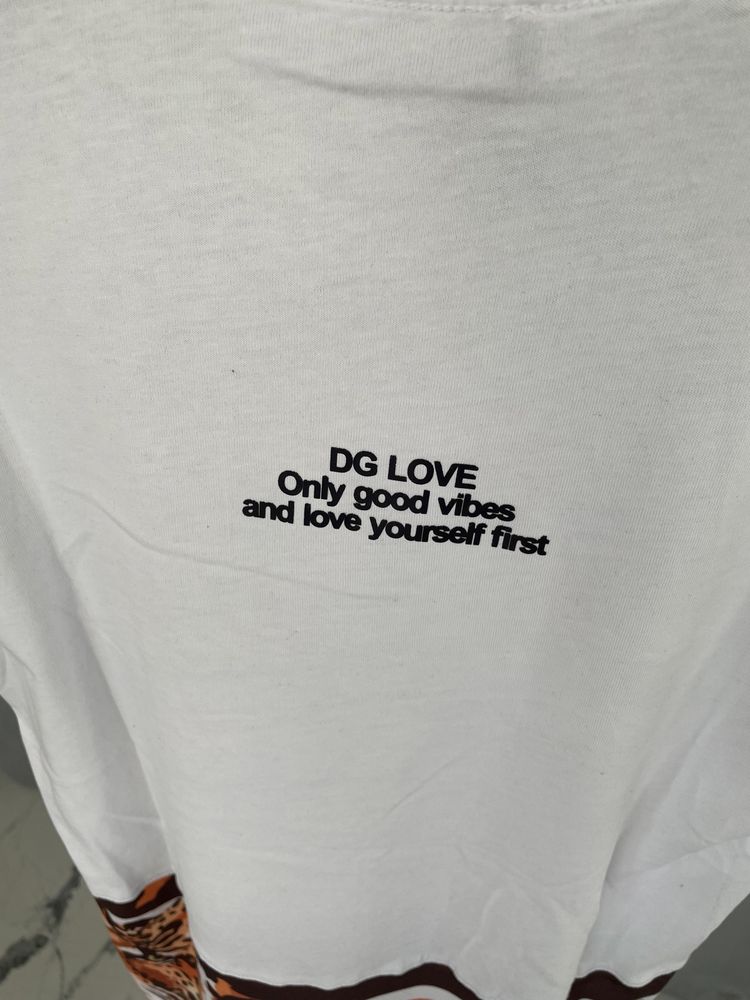 DG LOVE
Only good vibes
and love yourself first